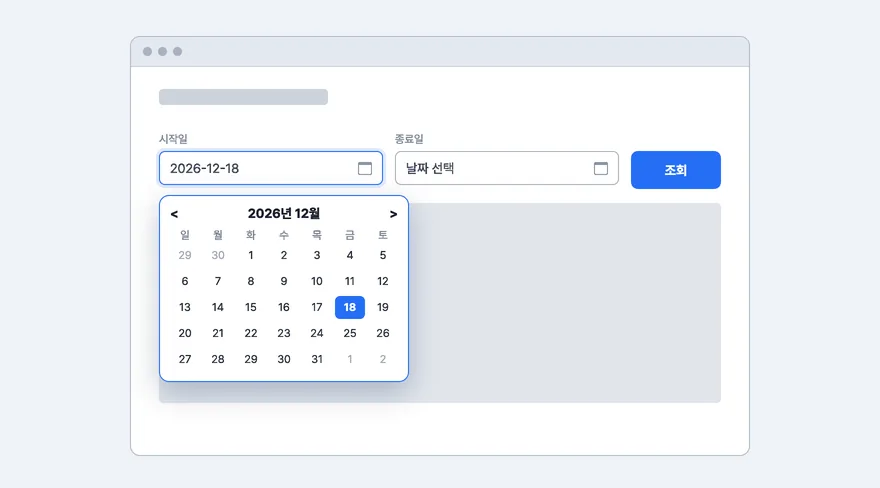 시작일 종료일
2026-12-18 날짜 선택 조회
< 2026년 12월 >
일 월 화 수 목 금 토
29 30 1 2 3 4 5
6 7 8 9 10 11 12
13 14 15 16 17 18 19
20 21 22 23 24 25 26
27 28 29 30 31 1 2